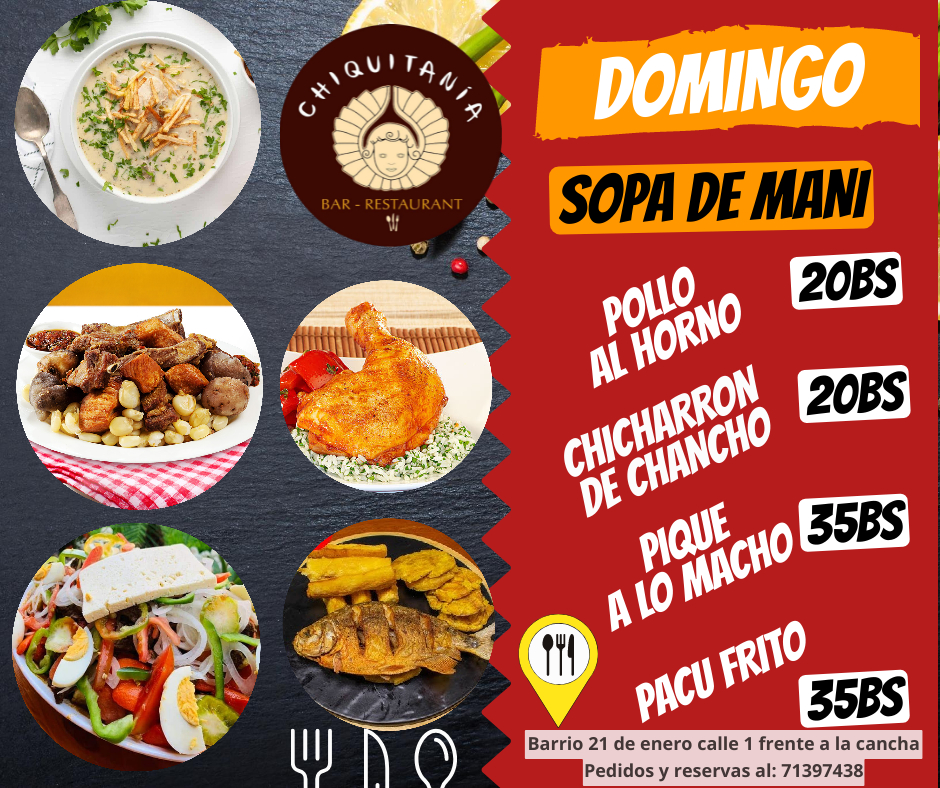 CHIQUITANÍA
BAR - RESTAURANT
DOMINGO
SOPA DE MANI
POLLO
AL HORNO
20BS
CHICHARRON
DE CHANCHO
20BS
PIQUE
A LO MACHO
35BS
PACU FRITO
35BS
Barrio 21 de enero calle 1 frente a la cancha
Pedidos y reservas al: 71397438